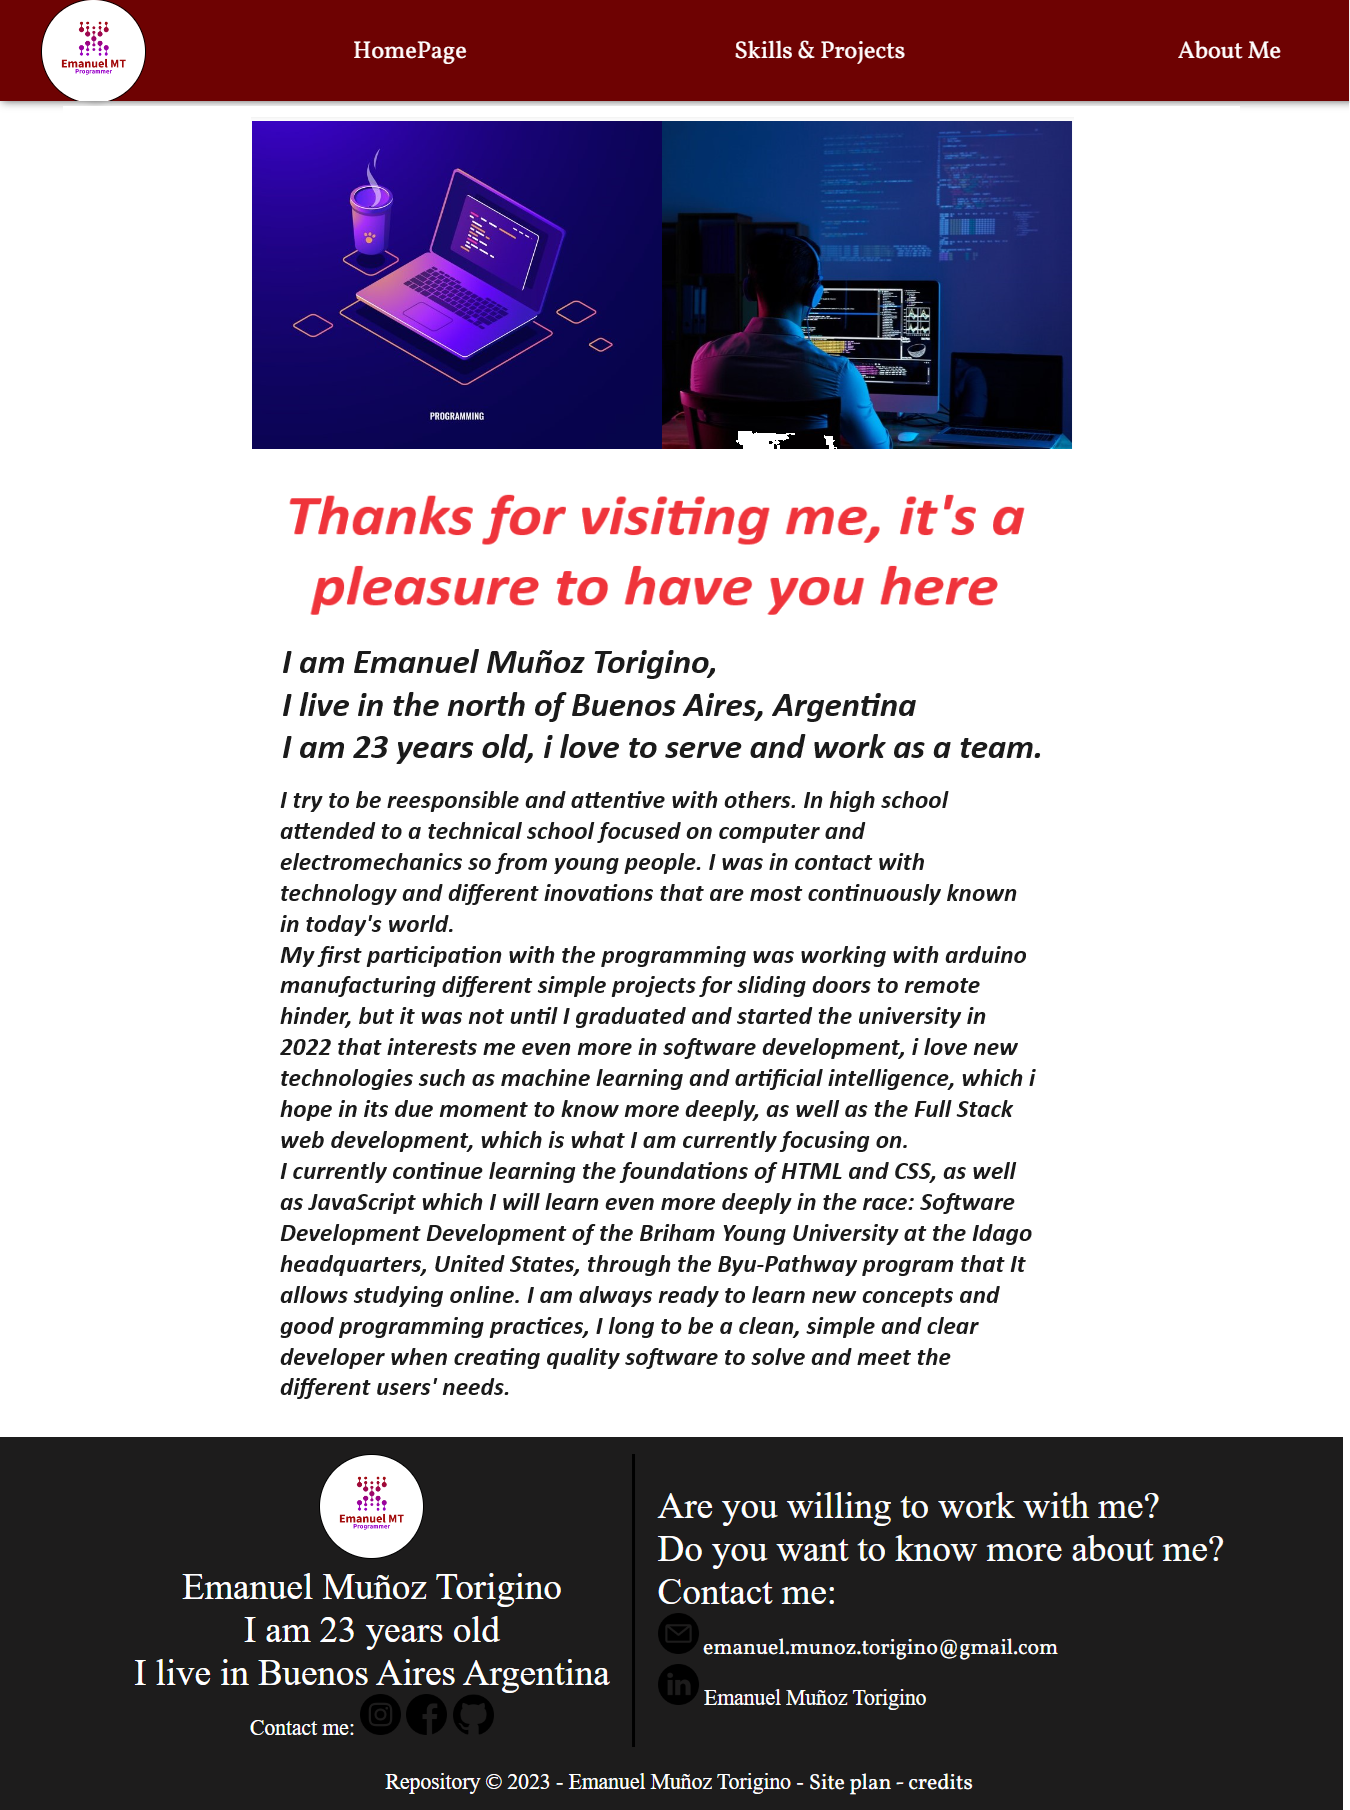 Emanuel MT
Programmer
HomePage
Skills & Projects
About Me
PROGRAMMING
Thanks for visiting me, it's a
pleasure to have you here
I am Emanuel Muñoz Torigino,
I live in the north of Buenos Aires, Argentina
I am 23 years old, i love to serve and work as a team.
I try to be reesponsible and attentive with others. In high school
attended to a technical school focused on computer and
electromechanics so from young people. I was in contact with
technology and different inovations that are most continuously known
in today's world.
My first participation with the programming was working with arduino
manufacturing different simple projects for sliding doors to remote
hinder, but it was not until I graduated and started the university in
2022 that interests me even more in software development, i love new
technologies such as machine learning and artificial intelligence, which i
hope in its due moment to know more deeply, as well as the Full Stack
web development, which is what I am currently focusing on.
I currently continue learning the foundations of HTML and CSS, as well
as JavaScript which I will learn even more deeply in the race: Software
Development Development of the Briham Young University at the Idago
headquarters, United States, through the Byu-Pathway program that It
allows studying online. I am always ready to learn new concepts and
good programming practices, I long to be a clean, simple and clear
developer when creating quality software to solve and meet the
different users' needs.
Emanuel MT
Programmer
Emanuel Muñoz Torigino
I am 23 years old
I live in Buenos Aires Argentina
Contact me:
Are you willing to work with me?
Do you want to know more about me?
Contact me:
emanuel.munoz.torigino@gmail.com
Emanuel Muñoz Torigino
Repository © 2023 - Emanuel Muñoz Torigino - Site plan - credits